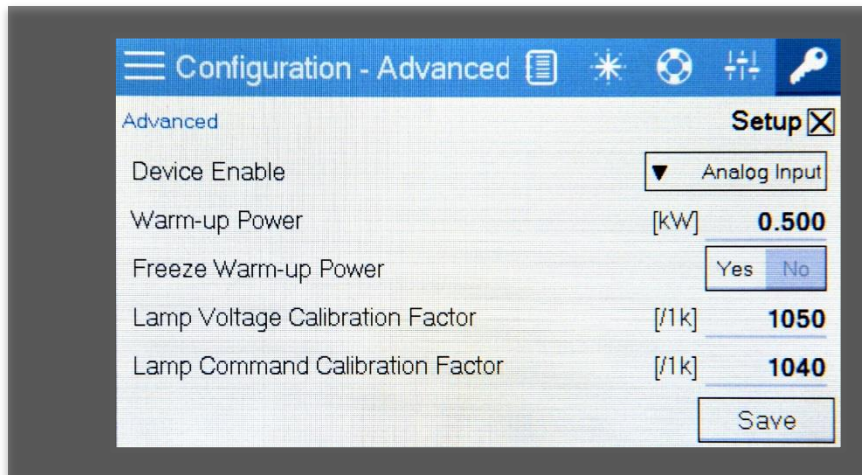 Configuration - Advanced
Advanced Setup
Device Enable Analog Input
Warm-up Power [kW] 0.500
Freeze Warm-up Power Yes No
Lamp Voltage Calibration Factor [/1k] 1050
Lamp Command Calibration Factor [/1k] 1040
Save